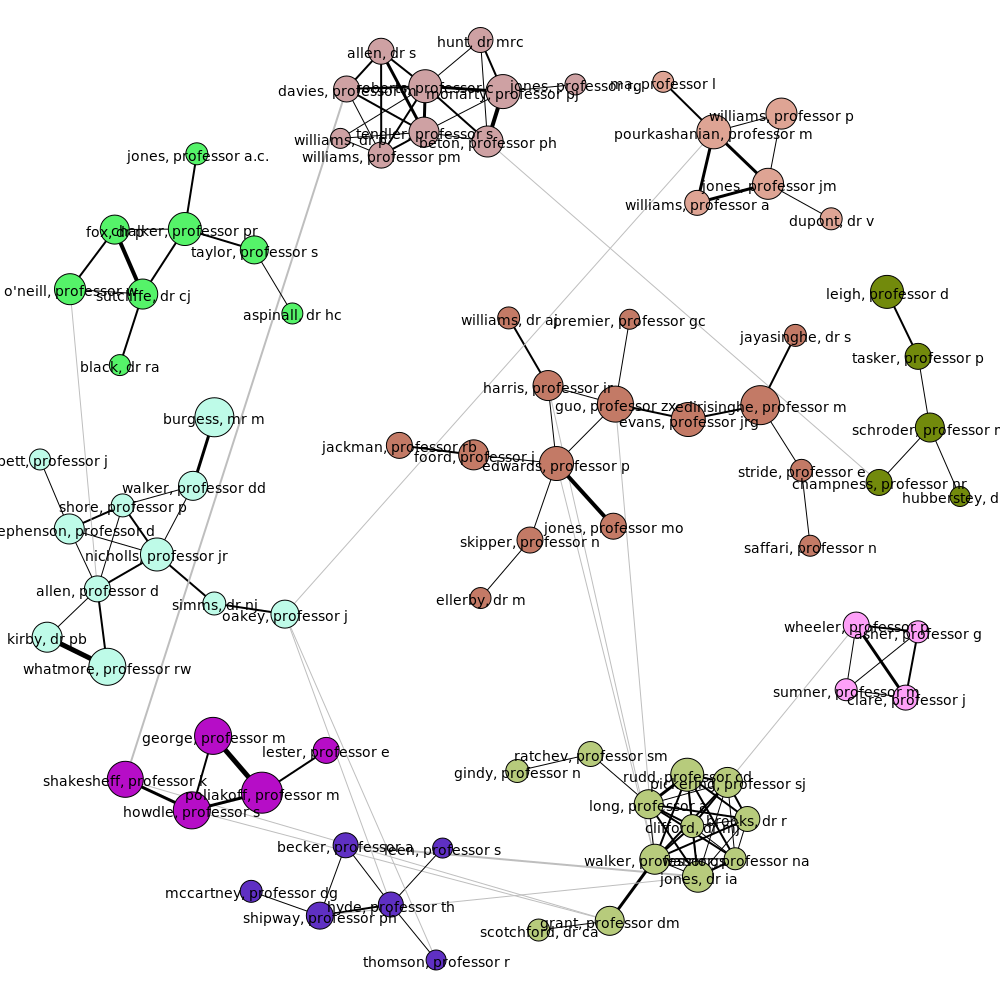 hunt, dr mrc
allen, dr s
jones, professor rg
ma, professor l
davies, professor m
moriarty, professor pj
williams, professor p
pourkashanian, professor m
tendler, professor s
williams, dr
beton, professor ph
williams, professor pm
jones, professor a.c.
jones, professor jm
williams, professor a
dupont, dr v
fox, dr p
chalker, professor pr
taylor, professor s
o'neill, professor w
sutcliffe, dr cj
leigh, professor d
aspinall, dr hc
williams, dr aj
premier, professor gc
jayasinghe, dr s
tasker, professor p
black, dr ra
harris, professor jr
guo, professor zx
edirisinghe, professor m
burgess, mr m
evans, professor jrg
schroder, professor
jackman, professor rb
foord, professor j
edwards, professor p
pett, professor j
stride, professor e
champness, professor nr
walker, professor dd
hubberstey, d
shore, professor p
ephenson, professor d
jones, professor mo
skipper, professor n
saffari, professor n
nicholls, professor jr
allen, professor d
ellerby, dr m
simms, dr nj
oakey, professor j
wheeler, professor p
asher, professor g
kirby, dr pb
whatmore, professor rw
sumner, professor m
clare, professor j
george, professor m
lester, professor e
ratchev, professor sm
gindy, professor n
rudd, professor cd
pickering, professor sj
shakesheff, professor k
poliakoff, professor m
howdle, professor s
long, professor a
brooks, dr r
clifford, dr mj
becker, professor a
leen, professor s
walker, professor
professor na
jones, dr ia
mccartney, professor dg
hyde, professor th
shipway, professor ph
grant, professor dm
scotchford, dr ca
thomson, professor r